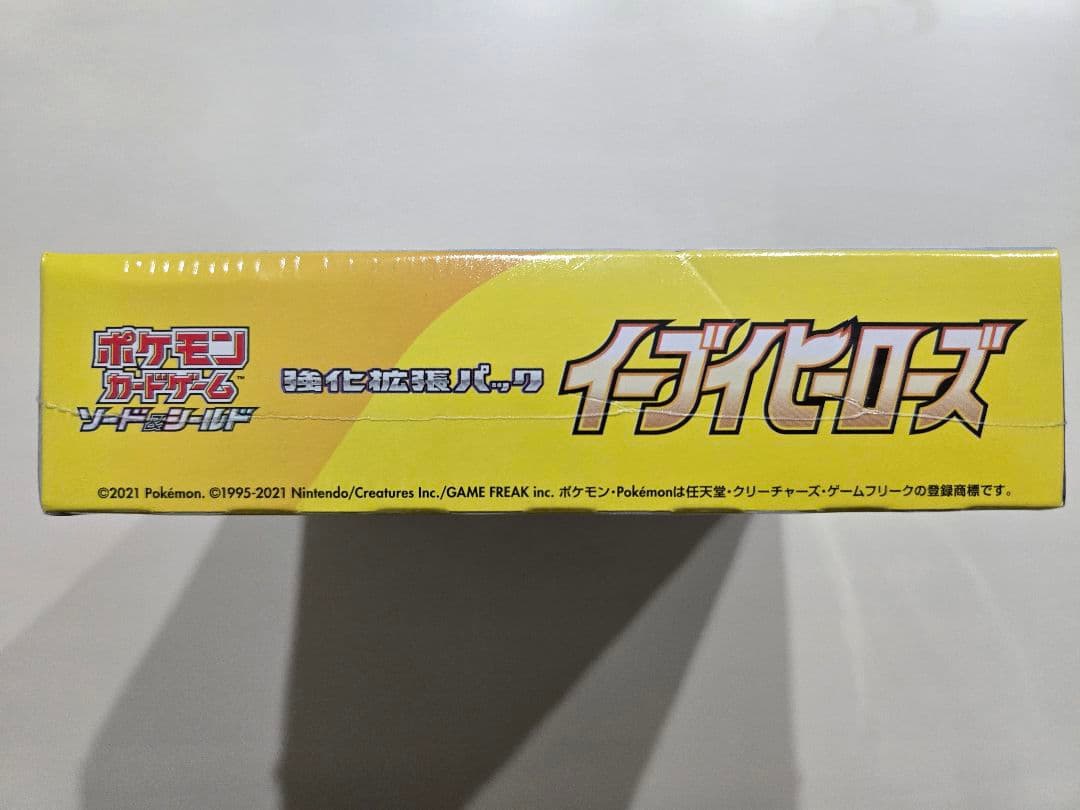 ポケモン
カードゲーム™
ソード&シールド
強化拡張パック
イーブイヒーローズ
©2021 Pokémon. ©1995-2021 Nintendo/Creatures Inc./GAME FREAK inc. ポケモン・Pokémonは任天堂・クリーチャーズ・ゲームフリークの登録商標です。